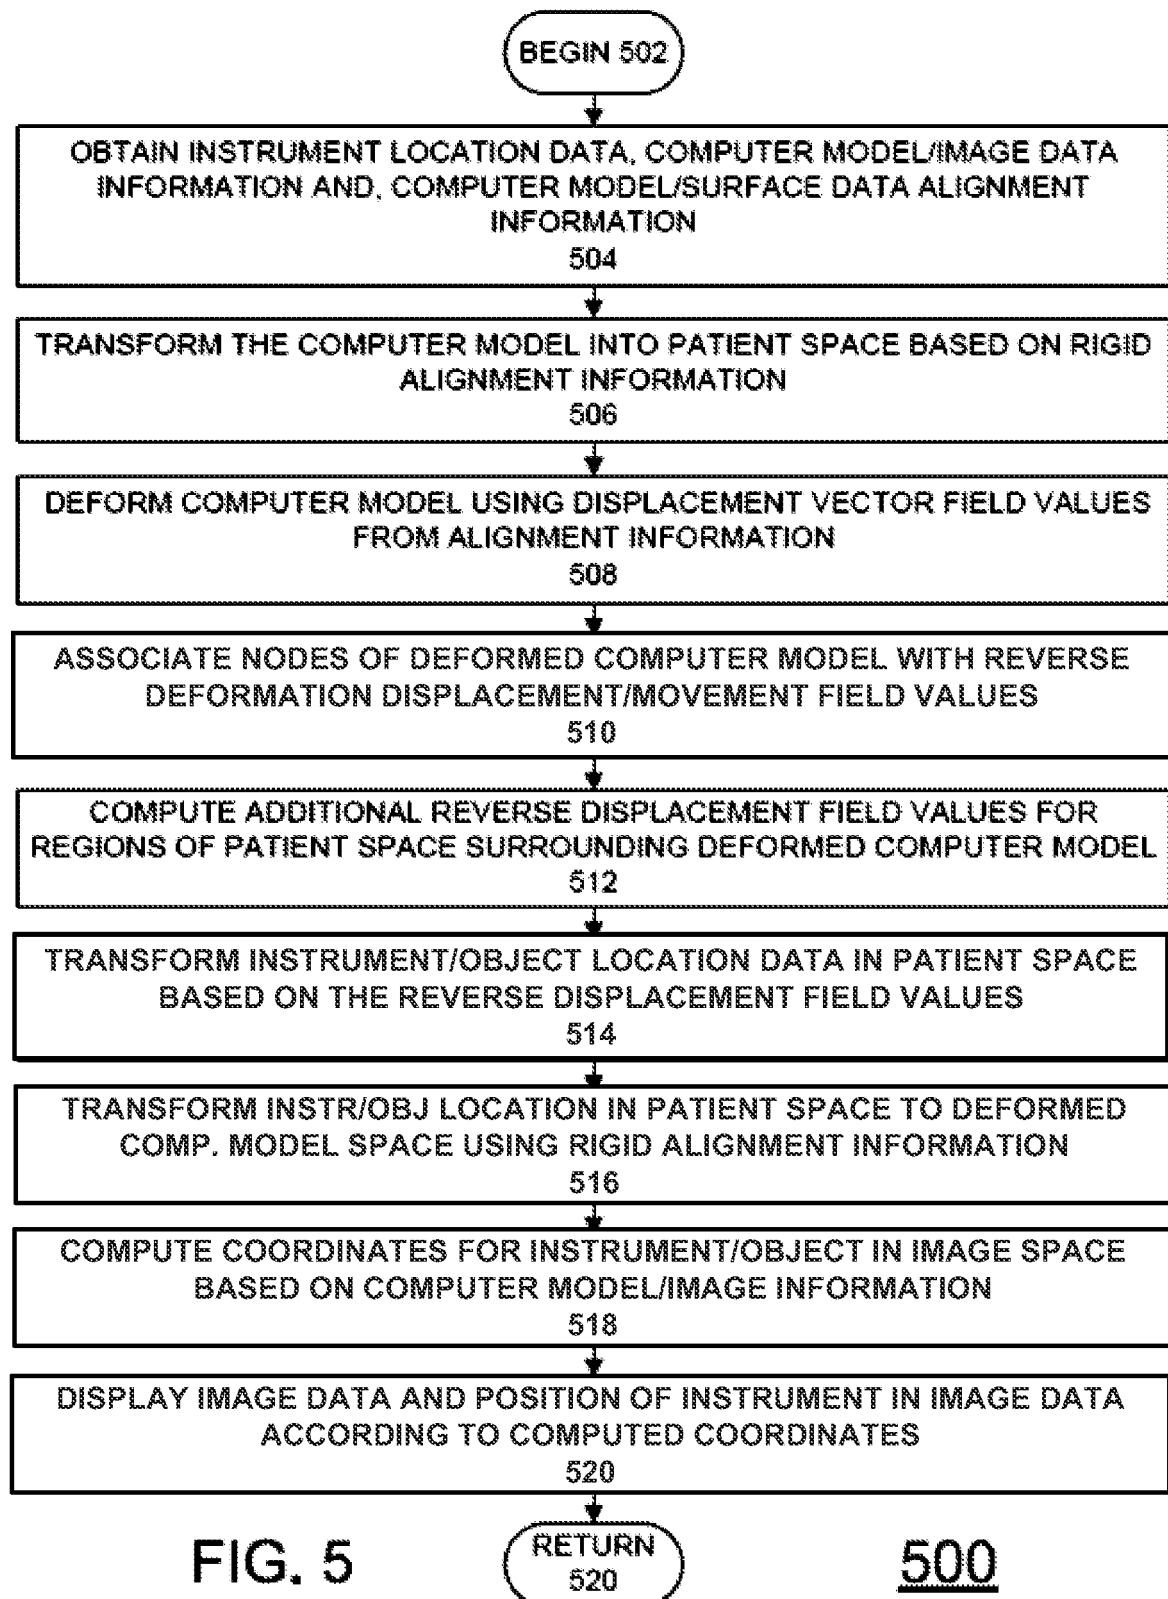 BEGIN 502
OBTAIN INSTRUMENT LOCATION DATA, COMPUTER MODEL/IMAGE DATA
INFORMATION AND, COMPUTER MODEL/SURFACE DATA ALIGNMENT
INFORMATION
504
TRANSFORM THE COMPUTER MODEL INTO PATIENT SPACE BASED ON RIGID
ALIGNMENT INFORMATION
506
DEFORM COMPUTER MODEL USING DISPLACEMENT VECTOR FIELD VALUES
FROM ALIGNMENT INFORMATION
508
ASSOCIATE NODES OF DEFORMED COMPUTER MODEL WITH REVERSE
DEFORMATION DISPLACEMENT/MOVEMENT FIELD VALUES
510
COMPUTE ADDITIONAL REVERSE DISPLACEMENT FIELD VALUES FOR
REGIONS OF PATIENT SPACE SURROUNDING DEFORMED COMPUTER MODEL
512
TRANSFORM INSTRUMENT/OBJECT LOCATION DATA IN PATIENT SPACE
BASED ON THE REVERSE DISPLACEMENT FIELD VALUES
514
TRANSFORM INSTR/OBJ LOCATION IN PATIENT SPACE TO DEFORMED
COMP. MODEL SPACE USING RIGID ALIGNMENT INFORMATION
516
COMPUTE COORDINATES FOR INSTRUMENT/OBJECT IN IMAGE SPACE
BASED ON COMPUTER MODEL/IMAGE INFORMATION
518
DISPLAY IMAGE DATA AND POSITION OF INSTRUMENT IN IMAGE DATA
ACCORDING TO COMPUTED COORDINATES
520
RETURN
520
FIG. 5
500